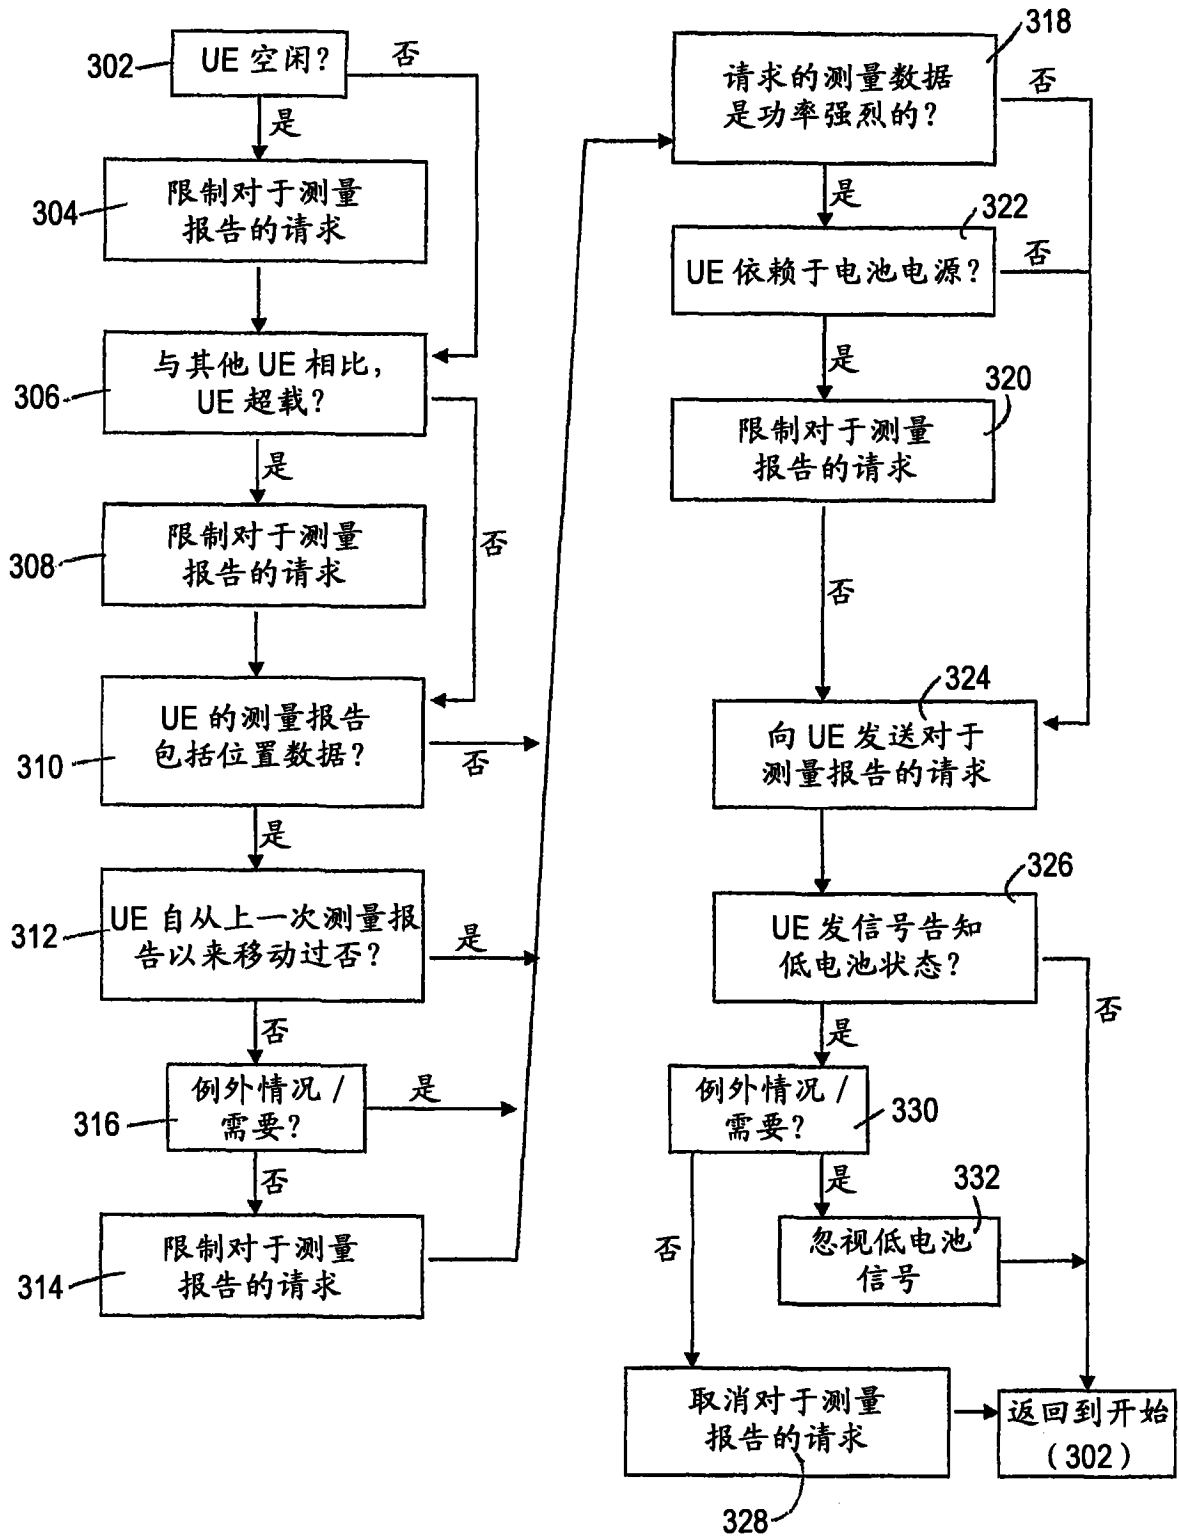 302
UE 空闲?
否
是
304
限制对于测量
报告的请求
306
与其他 UE 相比,
UE 超载?
是
否
308
限制对于测量
报告的请求
310
UE 的测量报告
包括位置数据?
否
是
312
UE 自从上一次测量报
告以来移动过否?
是
否
316
例外情况 /
需要?
是
否
314
限制对于测量
报告的请求
318
请求的测量数据
是功率强烈的?
否
是
322
UE 依赖于电池电源?
否
是
320
限制对于测量
报告的请求
否
324
向 UE 发送对于
测量报告的请求
326
UE 发信号告知
低电池状态?
否
是
例外情况 /
需要?
330
是
否
332
忽视低电池
信号
取消对于测量
报告的请求
328
返回到开始
(302)